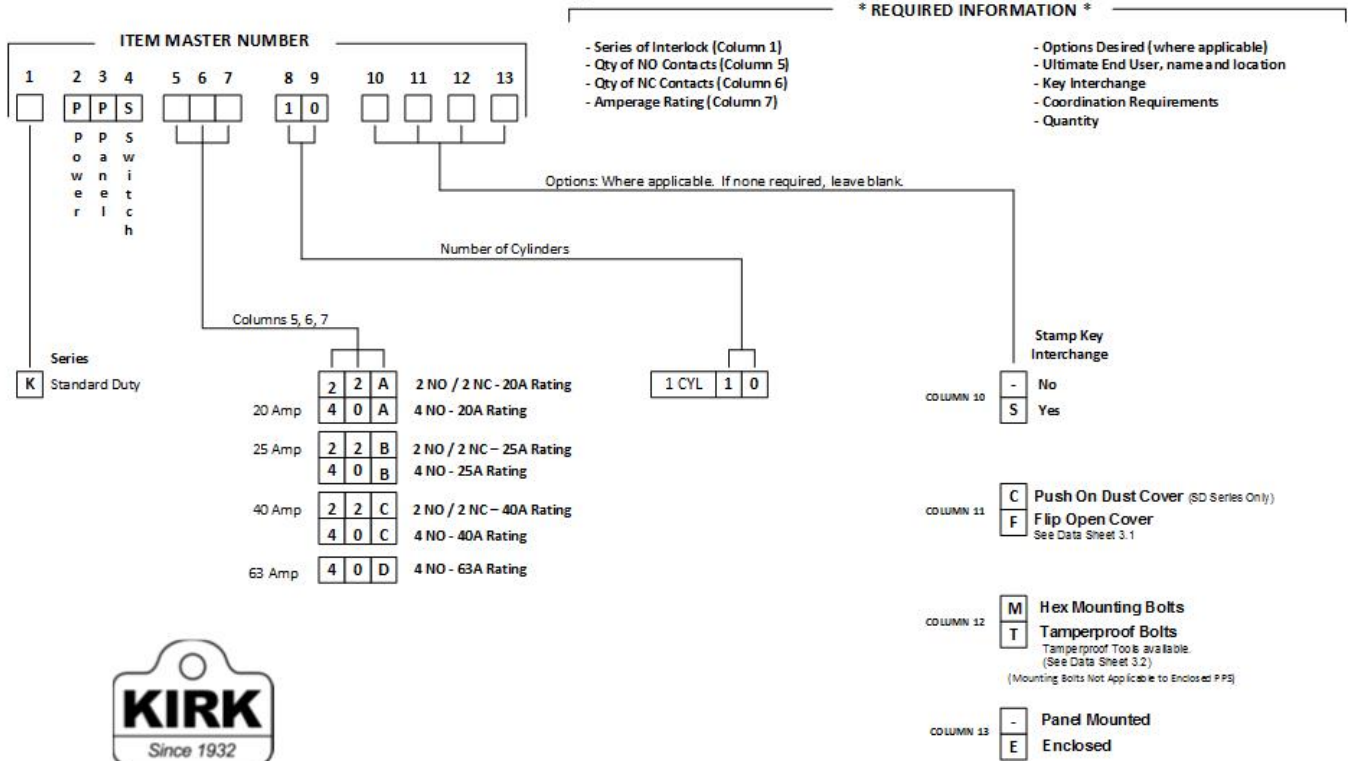 * REQUIRED INFORMATION *
ITEM MASTER NUMBER
- Series of Interlock (Column 1)
- Qty of NO Contacts (Column 5)
- Qty of NC Contacts (Column 6)
- Amperage Rating (Column 7)
- Options Desired (where applicable)
- Ultimate End User, name and location
- Key Interchange
- Coordination Requirements
- Quantity
1 2 3 4 5 6 7 8 9 10 11 12 13
P P S 1 0
Power
Panel
Switch
Options: Where applicable. If none required, leave blank.
Number of Cylinders
Columns 5, 6, 7
Series
K Standard Duty
2 2 A 2 NO / 2 NC - 20A Rating
20 Amp 4 0 A 4 NO - 20A Rating
25 Amp 2 2 B 2 NO / 2 NC – 25A Rating
4 0 B 4 NO - 25A Rating
40 Amp 2 2 C 2 NO / 2 NC – 40A Rating
4 0 C 4 NO - 40A Rating
63 Amp 4 0 D 4 NO - 63A Rating
1 CYL 1 0
Stamp Key
Interchange
COLUMN 10
- No
S Yes
COLUMN 11
C Push On Dust Cover (SD Series Only)
F Flip Open Cover
See Data Sheet 3.1
COLUMN 12
M Hex Mounting Bolts
T Tamperproof Bolts
Tamperproof Tools available.
(See Data Sheet 3.2)
(Mounting Bolts Not Applicable to Enclosed PPS)
COLUMN 13
- Panel Mounted
E Enclosed
KIRK
Since 1932